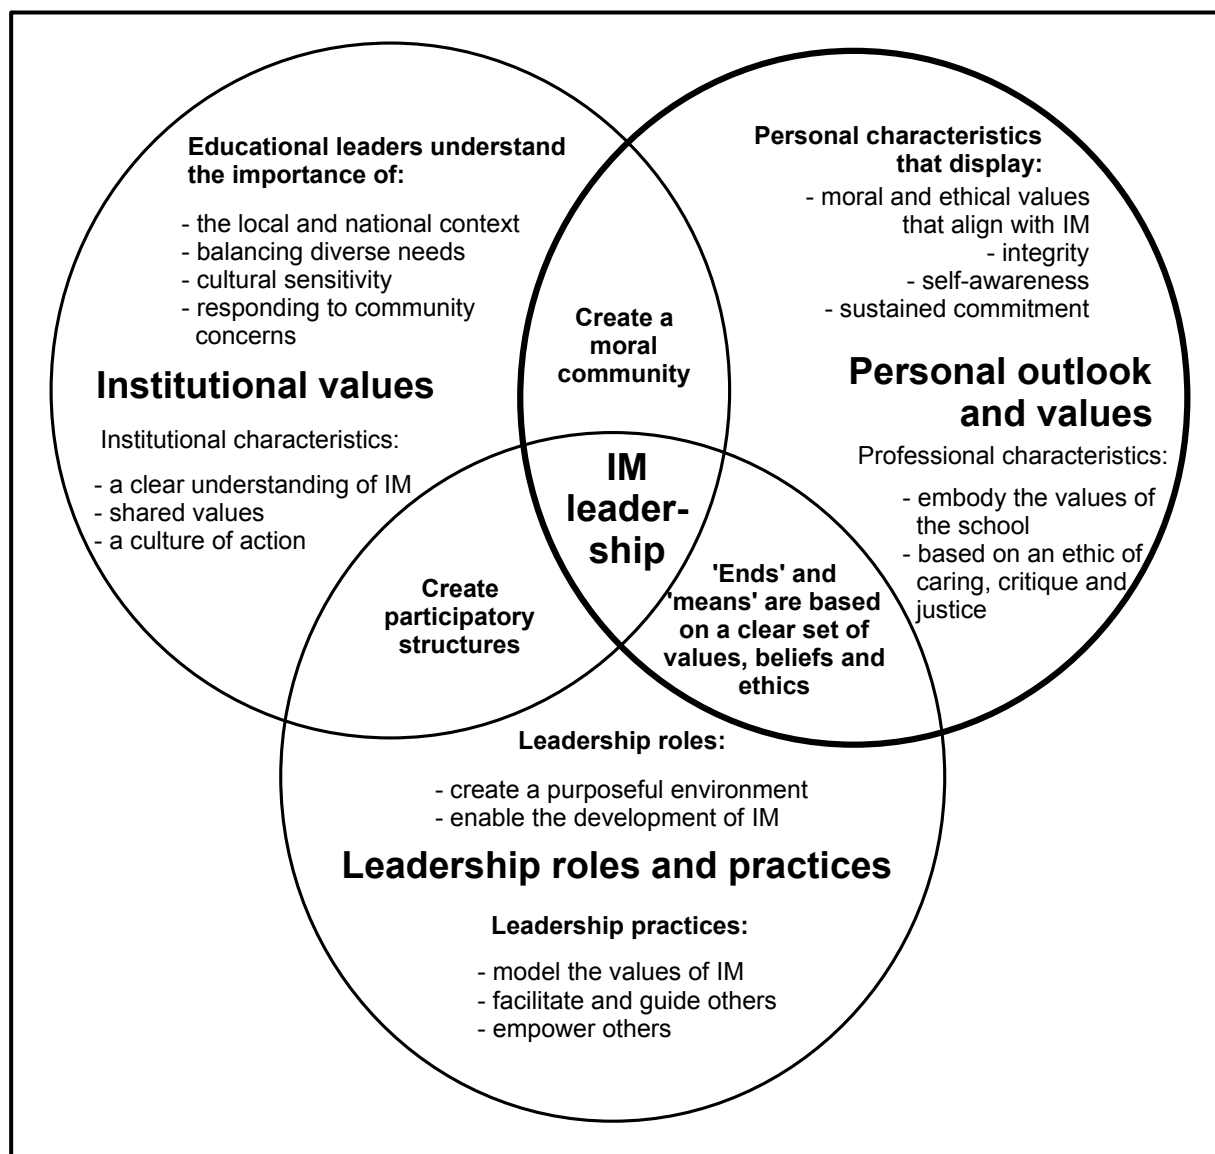 Educational leaders understand
the importance of:
- the local and national context
- balancing diverse needs
- cultural sensitivity
- responding to community
concerns
Institutional values
Institutional characteristics:
- a clear understanding of IM
- shared values
- a culture of action
Create a
moral
community
Personal characteristics
that display:
- moral and ethical values
that align with IM
- integrity
- self-awareness
- sustained commitment
Personal outlook
and values
Professional characteristics:
- embody the values of
the school
- based on an ethic of
caring, critique and
justice
IM
leader-
ship
Create
participatory
structures
'Ends' and
'means' are based
on a clear set of
values, beliefs and
ethics
Leadership roles:
- create a purposeful environment
- enable the development of IM
Leadership roles and practices
Leadership practices:
- model the values of IM
- facilitate and guide others
- empower others